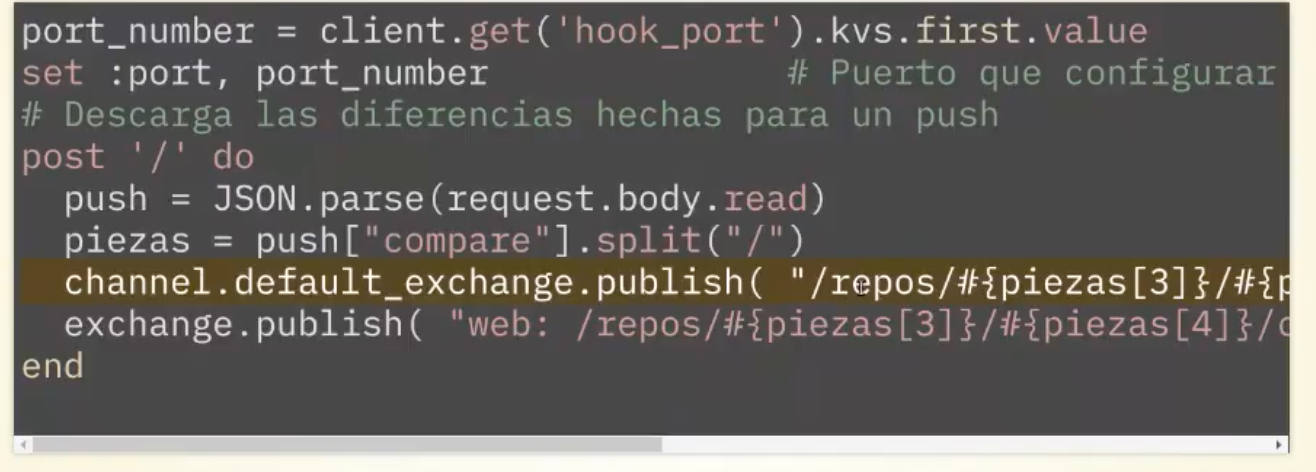 port_number = client.get('hook_port').kvs.first.value
set :port, port_number # Puerto que configurar
# Descarga las diferencias hechas para un push
post '/' do
push = JSON.parse(request.body.read)
piezas = push["compare"].split("/")
channel.default_exchange.publish( "/repos/#{piezas[3]}/#{p
exchange.publish( "web: /repos/#{piezas[3]}/#{piezas[4]}/c
end